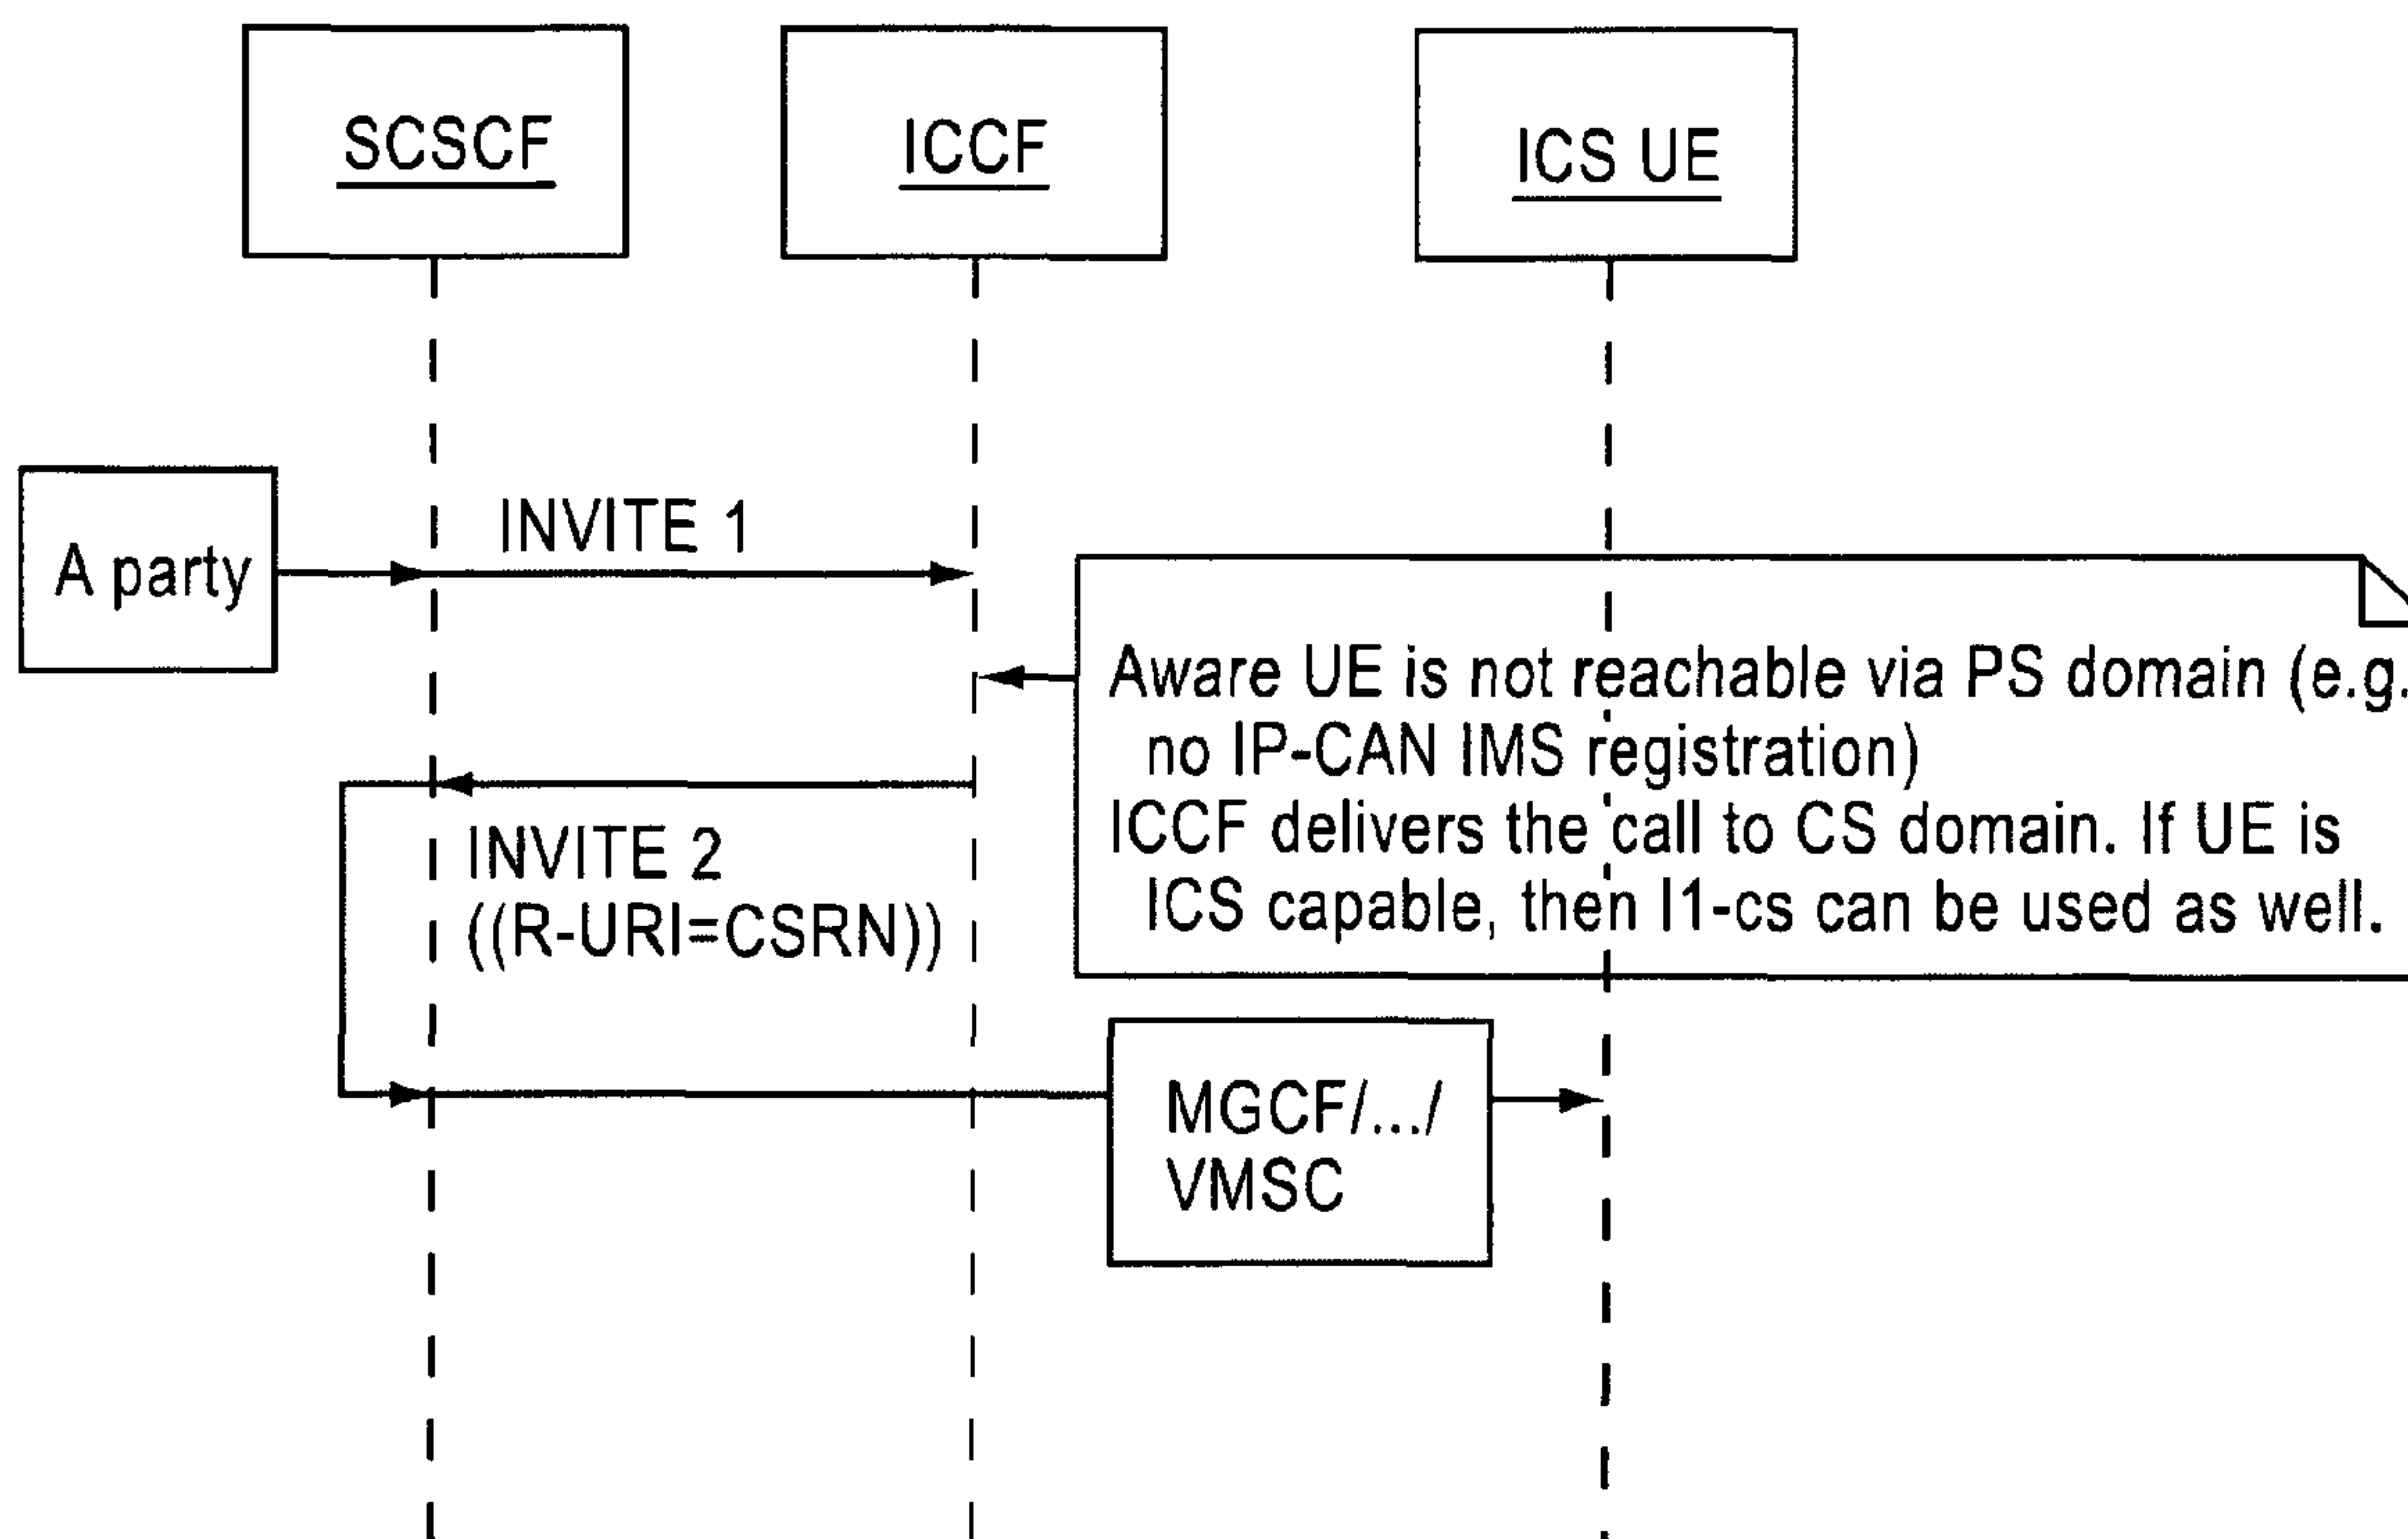 SCSCF
ICCF
ICS UE
A party
INVITE 1
Aware UE is not reachable via PS domain (e.g.
no IP-CAN IMS registration)
ICCF delivers the call to CS domain. If UE is
ICS capable, then I1-cs can be used as well.
INVITE 2
((R-URI=CSRN))
MGCF/.../
VMSC